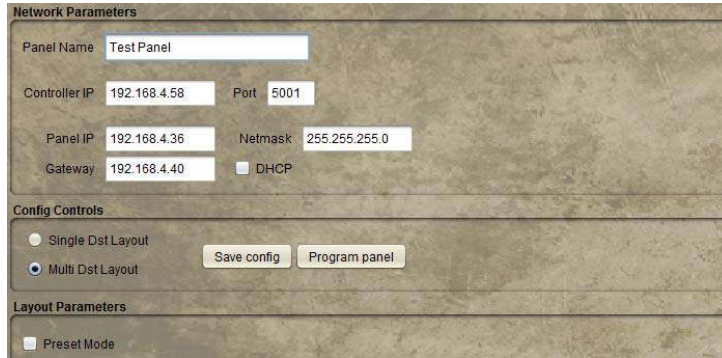 Network Parameters
Panel Name Test Panel
Controller IP 192.168.4.58 Port 5001
Panel IP 192.168.4.36 Netmask 255.255.255.0
Gateway 192.168.4.40 DHCP
Config Controls
Single Dst Layout
Save config Program panel
Multi Dst Layout
Layout Parameters
Preset Mode